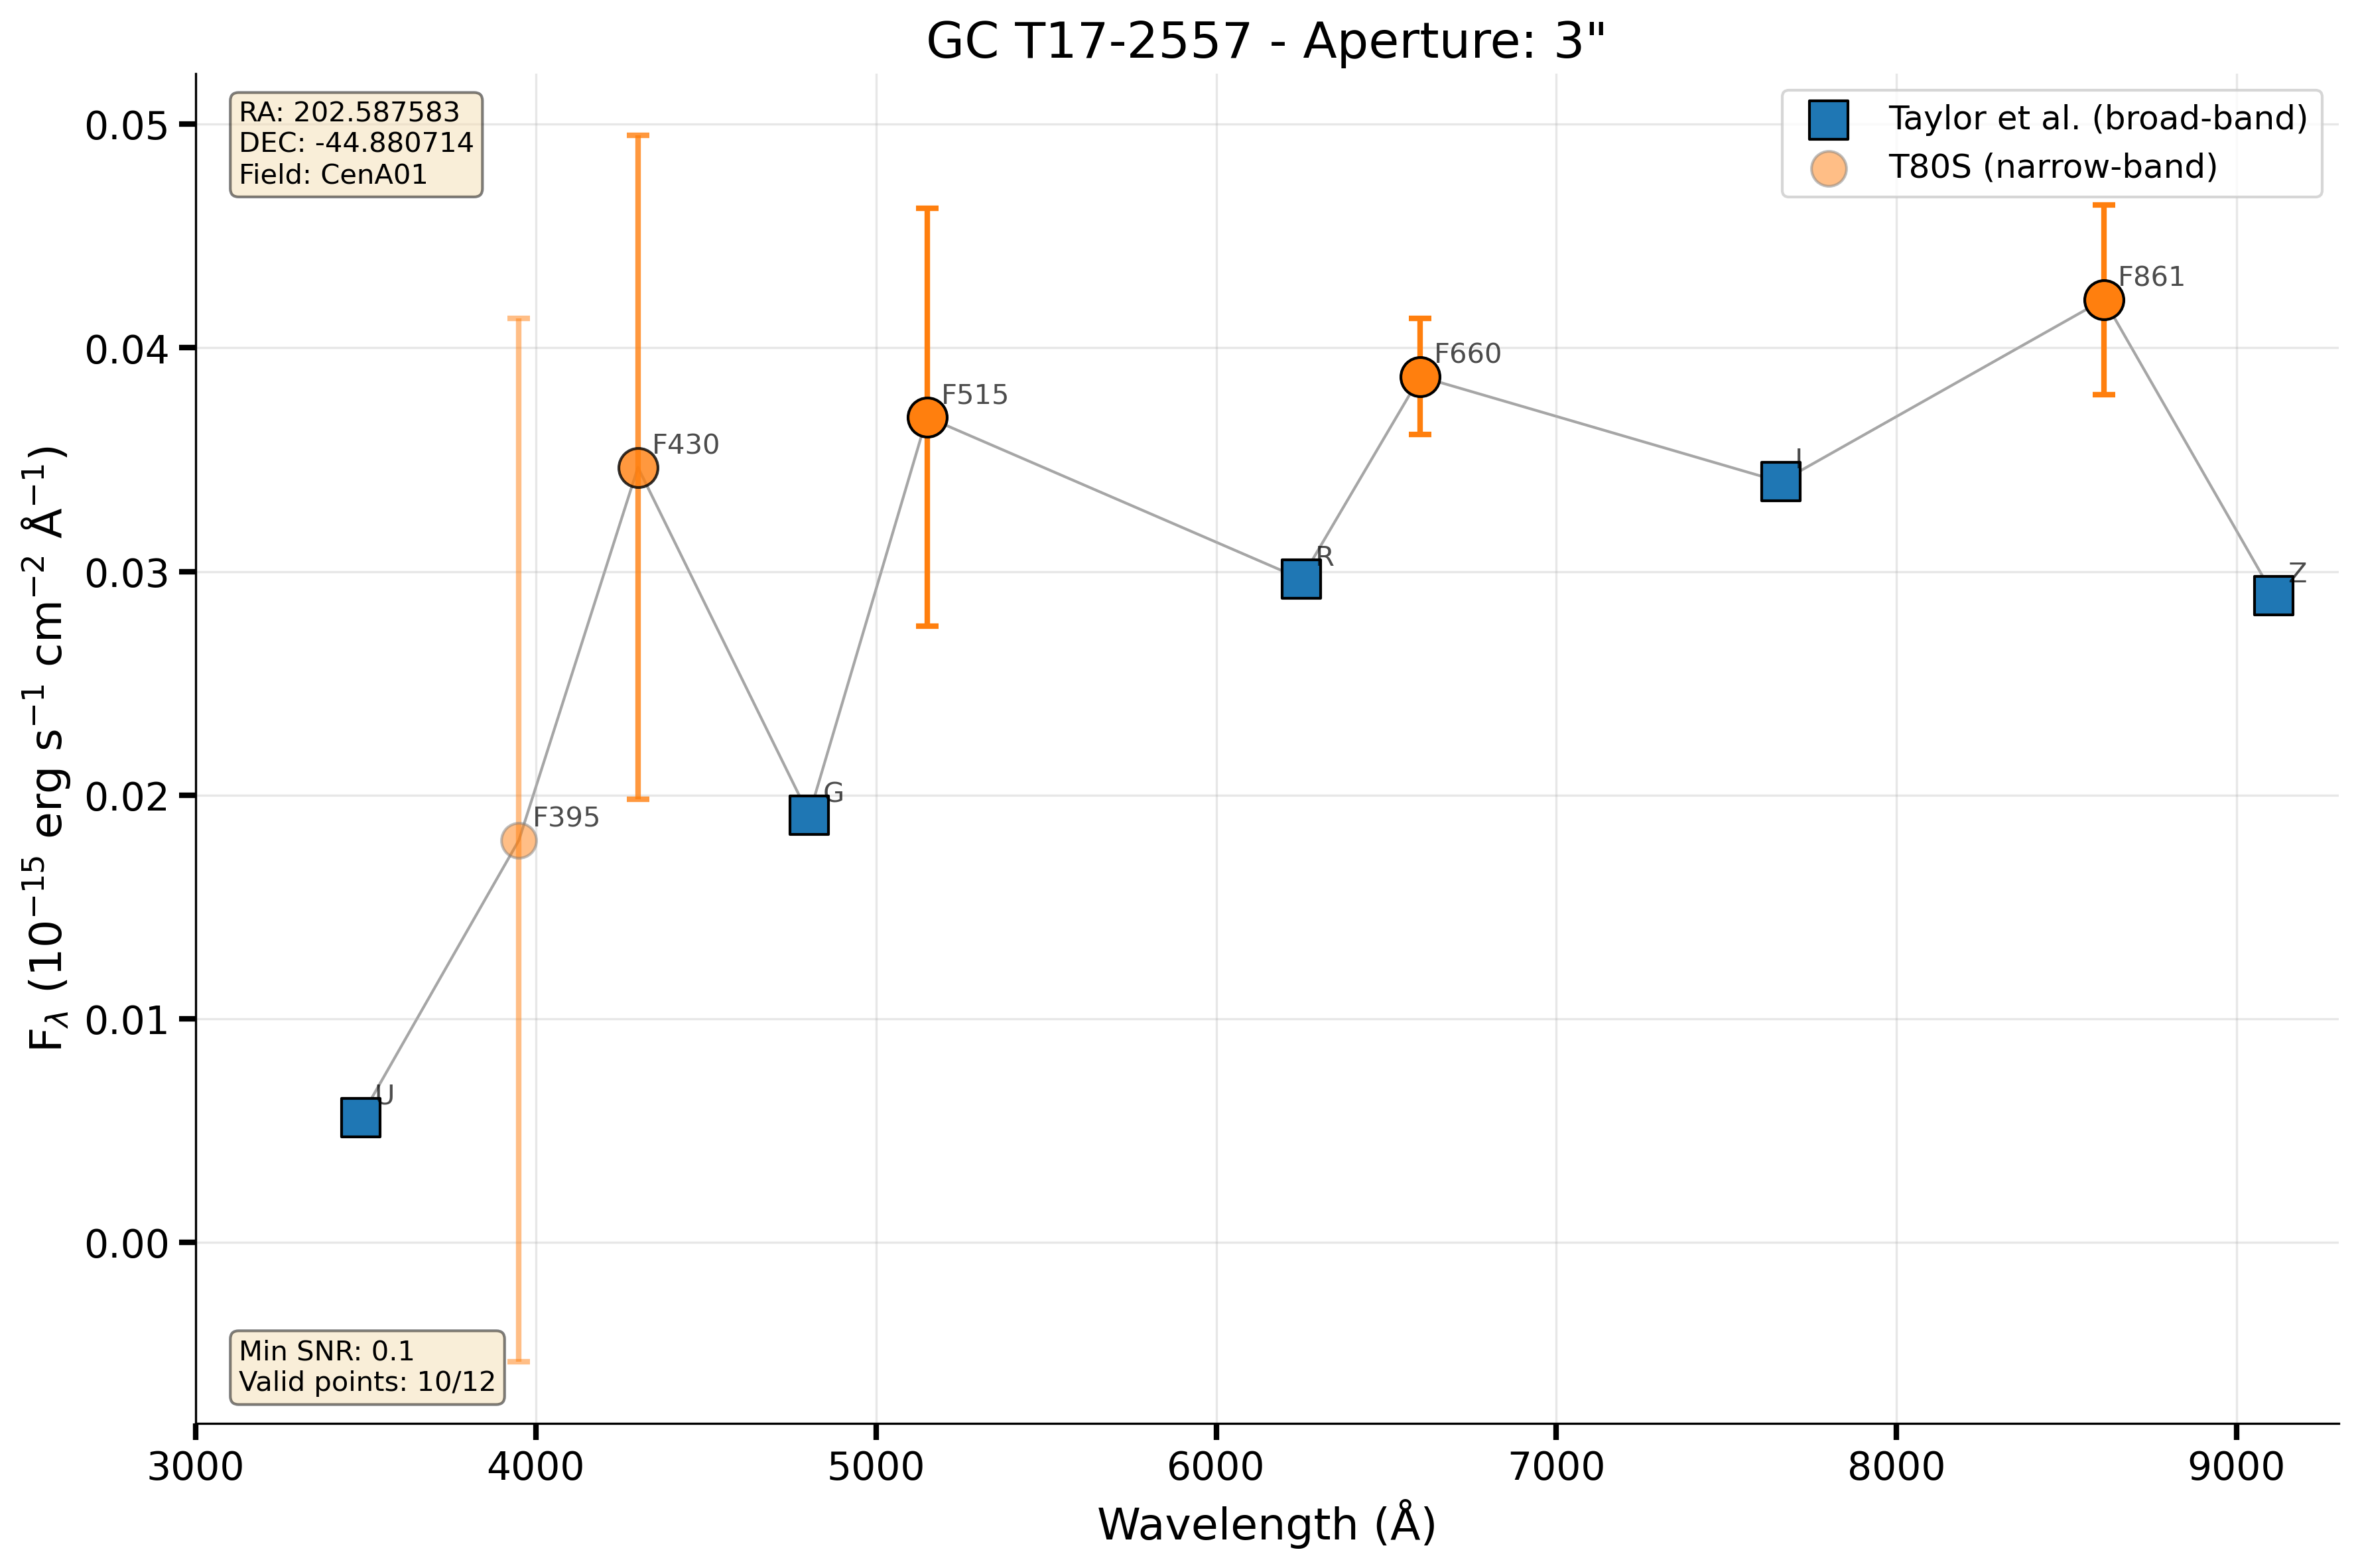 GC T17-2557 - Aperture: 3"
RA: 202.587583
DEC: -44.880714
Field: CenA01
Taylor et al. (broad-band)
T80S (narrow-band)
0.05
0.04
0.03
0.02
0.01
0.00
F_λ (10⁻¹⁵ erg s⁻¹ cm⁻² Å⁻¹)
U
F395
F430
G
F515
R
F660
I
F861
Z
Min SNR: 0.1
Valid points: 10/12
3000 4000 5000 6000 7000 8000 9000
Wavelength (Å)